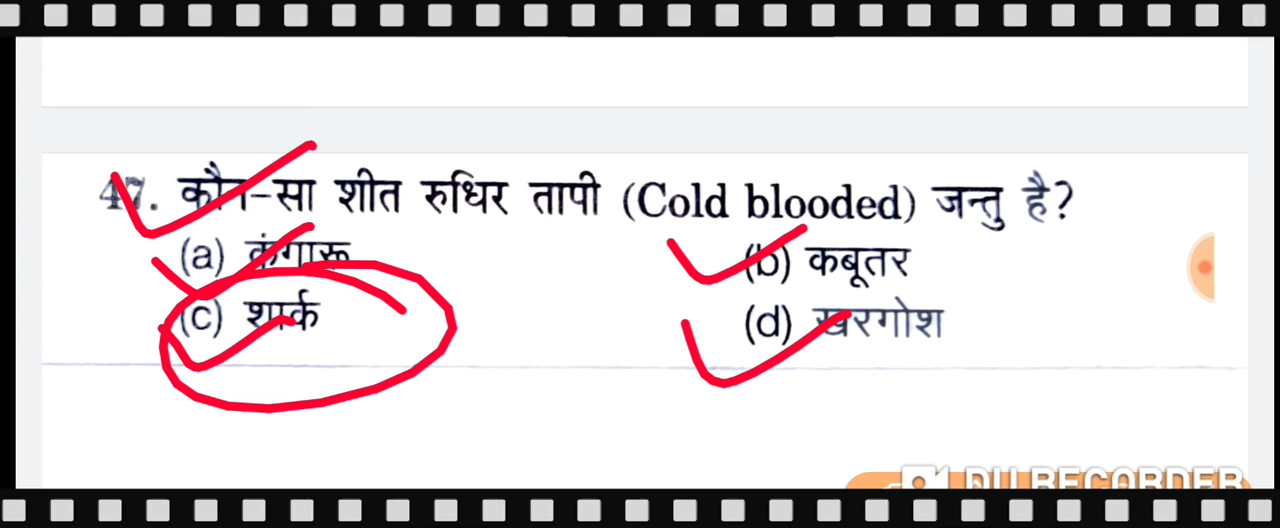 47. कौन-सा शीत रुधिर तापी (Cold blooded) जन्तु है?
(a) कंगारू (b) कबूतर
(c) शार्क (d) खरगोश
DU RECORDER